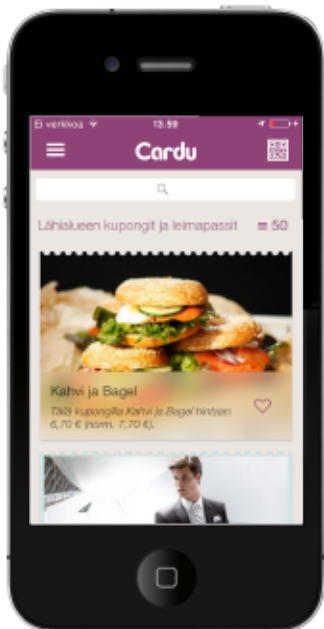 Ei verkkoa 13.59
Cardu
Lähialueen kupongit ja leimapassit = 50
Kahvi ja Bagel
Tällä kupongilla Kahvi ja Bagel hintaan
6,70 € (norm. 7,70 €).